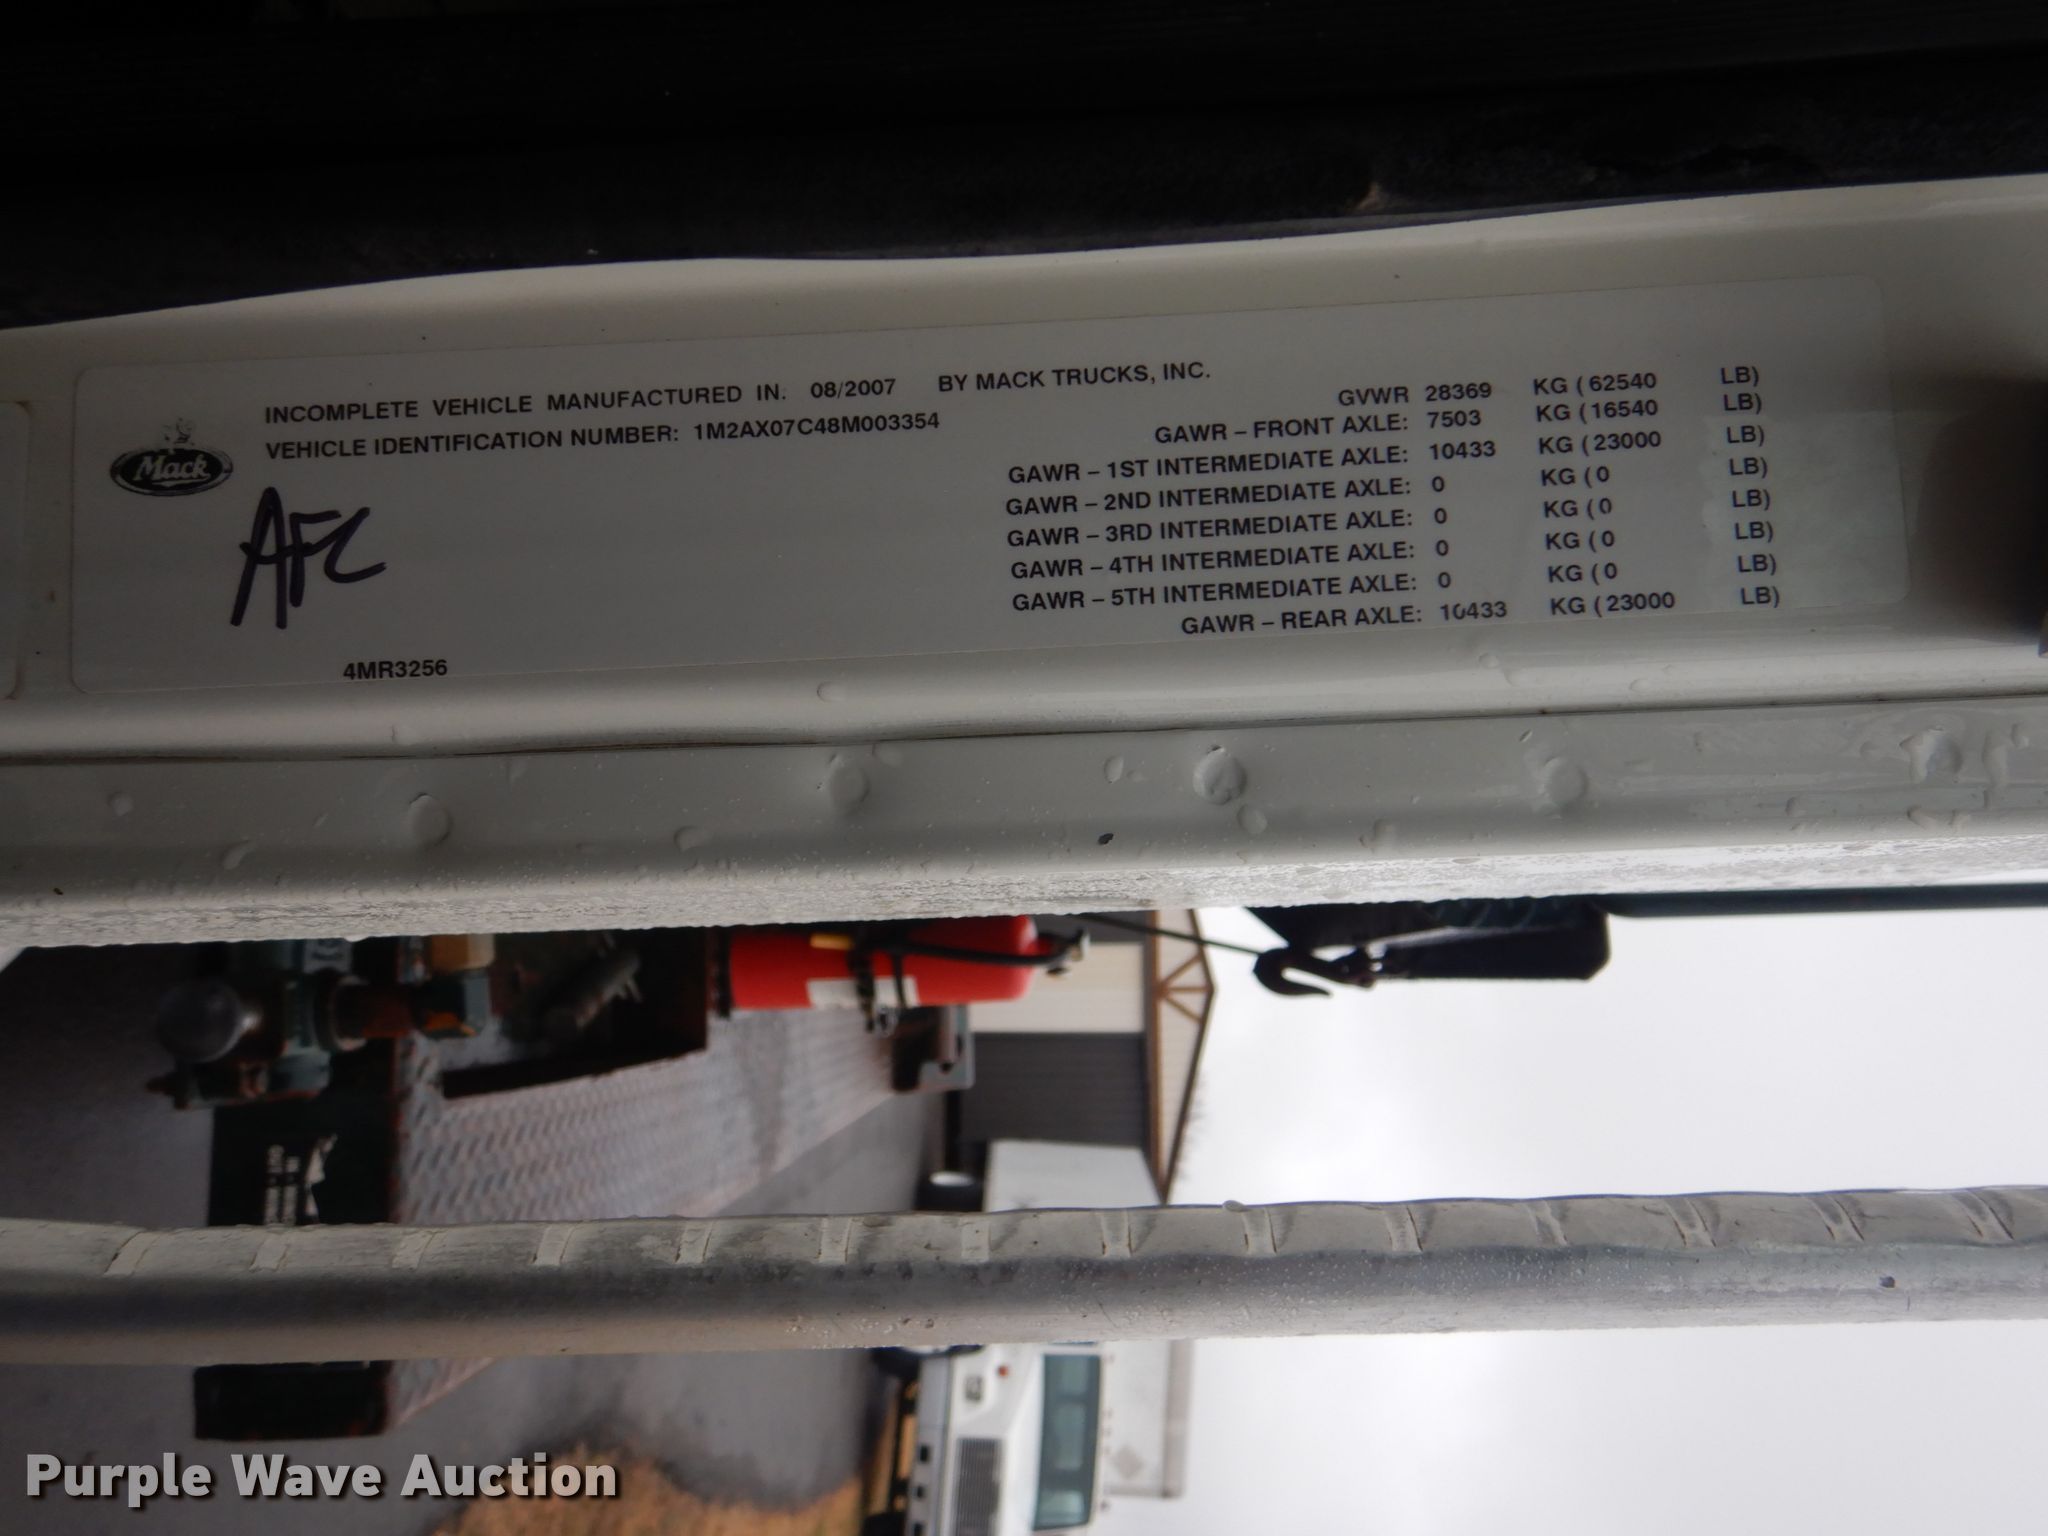 INCOMPLETE VEHICLE MANUFACTURED IN: 08/2007 BY MACK TRUCKS, INC.
VEHICLE IDENTIFICATION NUMBER: 1M2AX07C48M003354
Mack
AFC
4MR3256
GVWR 28369 KG (62540 LB)
GAWR – FRONT AXLE: 7503 KG (16540 LB)
GAWR – 1ST INTERMEDIATE AXLE: 10433 KG (23000 LB)
GAWR – 2ND INTERMEDIATE AXLE: 0 KG (0 LB)
GAWR – 3RD INTERMEDIATE AXLE: 0 KG (0 LB)
GAWR – 4TH INTERMEDIATE AXLE: 0 KG (0 LB)
GAWR – 5TH INTERMEDIATE AXLE: 0 KG (0 LB)
GAWR – REAR AXLE: 10433 KG (23000 LB)
Purple Wave Auction